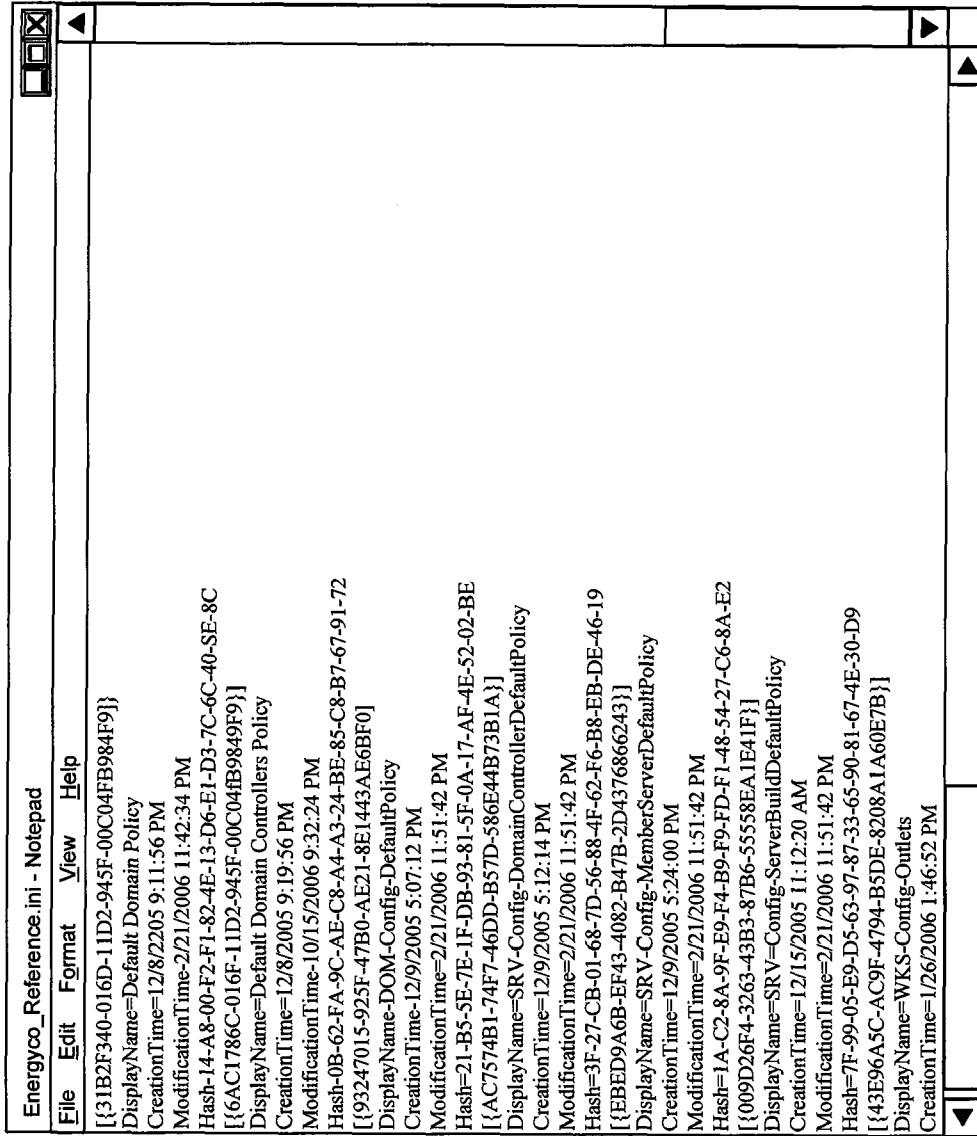 Energyco_Reference.ini - Notepad
File Edit Format View Help
[{31B2F340-016D-11D2-945F-00C04FB984F9]}
DisplayName=Default Domain Policy
CreationTime=12/8/2205 9:11:56 PM
ModificationTime-2/21/2006 11:42:34 PM
Hash-14-A8-00-F2-F1-82-4E-13-D6-E1-D3-7C-6C-40-SE-8C
[{6AC1786C-016F-11D2-945F-00C04fB9849F9}]
DisplayName=Default Domain Controllers Policy
CreationTime=12/8/2005 9:19:56 PM
ModificationTime-10/15/2006 9:32:24 PM
Hash-0B-62-FA-9C-AE-C8-A4-A3-24-BE-85-C8-B7-67-91-72
[{93247015-925F-47B0-AE21-8E1443AE6BF0]
DisplayName-DOM-Config-DefaultPolicy
CreationTime-12/9/2005 5:07:12 PM
ModificationTime=2/21/2006 11:51:42 PM
Hash=21-B5-5E-7E-1F-DB-93-81-5F-0A-17-AF-4E-52-02-BE
[{AC7574B1-74F7-46DD-B57D-586E44B73B1A}]
DisplayName=SRV-Config-DomainControllerDefaultPolicy
CreationTime=12/9/2005 5:12:14 PM
ModificationTime=2/21/2006 11:51:42 PM
Hash=3F-27-CB-01-68-7D-56-88-4F-62-F6-B8-EB-DE-46-19
[{EBED9A6B-EF43-4082-B47B-2D4376866243}]
DisplayName=SRV-Config-MemberServerDefaultPolicy
CreationTime=12/9/2005 5:24:00 PM
ModificationTime=2/21/2006 11:51:42 PM
Hash=1A-C2-8A-9F-E9-F4-B9-F9-FD-F1-48-54-27-C6-8A-E2
[{009D26F4-3263-43B3-87B6-55558EA1E41F}]
DisplayName=SRV=Config-ServerBuildDefaultPolicy
CreationTime=12/15/2005 11:12:20 AM
ModificationTime=2/21/2006 11:51:42 PM
Hash=7F-99-05-E9-D5-63-97-87-33-65-90-81-67-4E-30-D9
[{43E96A5C-AC9F-4794-B5DE-8208A1A60E7B}]
DisplayName=WKS-Config-Outlets
CreationTime=1/26/2006 1:46:52 PM